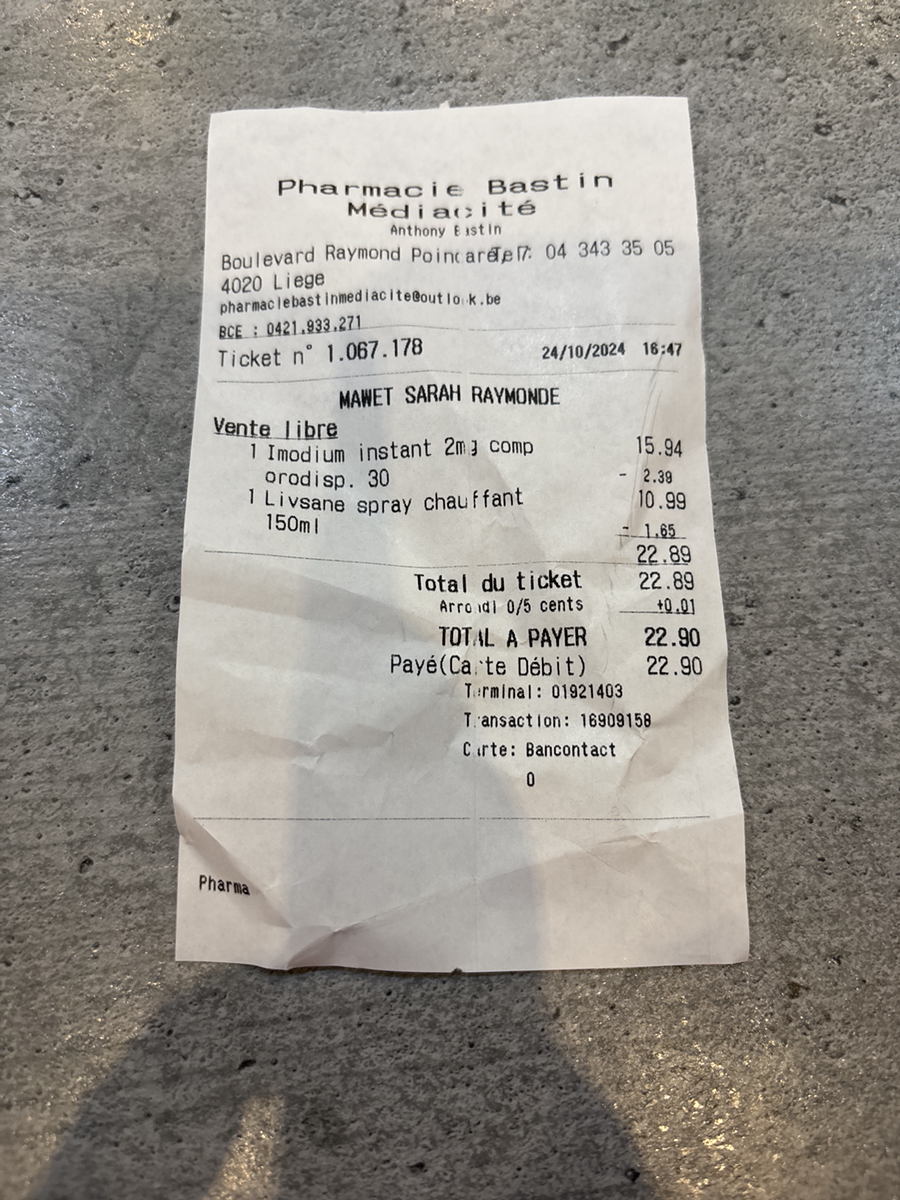 Pharmacie Bastin
Médiacité
Anthony Bastin
Boulevard Raymond Poincaré 7 Tel: 04 343 35 05
4020 Liege
pharmaciebastinmediacite@outlook.be
BCE : 0421.933.271
Ticket n° 1.067.178 24/10/2024 16:47
MAWET SARAH RAYMONDE
Vente libre
1 Imodium instant 2mg comp 15.94
orodisp. 30 - 2.39
1 Livsane spray chauffant 10.99
150ml - 1.65
22.89
Total du ticket 22.89
Arrondi 0/5 cents +0.01
TOTAL A PAYER 22.90
Payé(Carte Débit) 22.90
Terminal: 01921403
Transaction: 16909158
Carte: Bancontact
0
Pharma